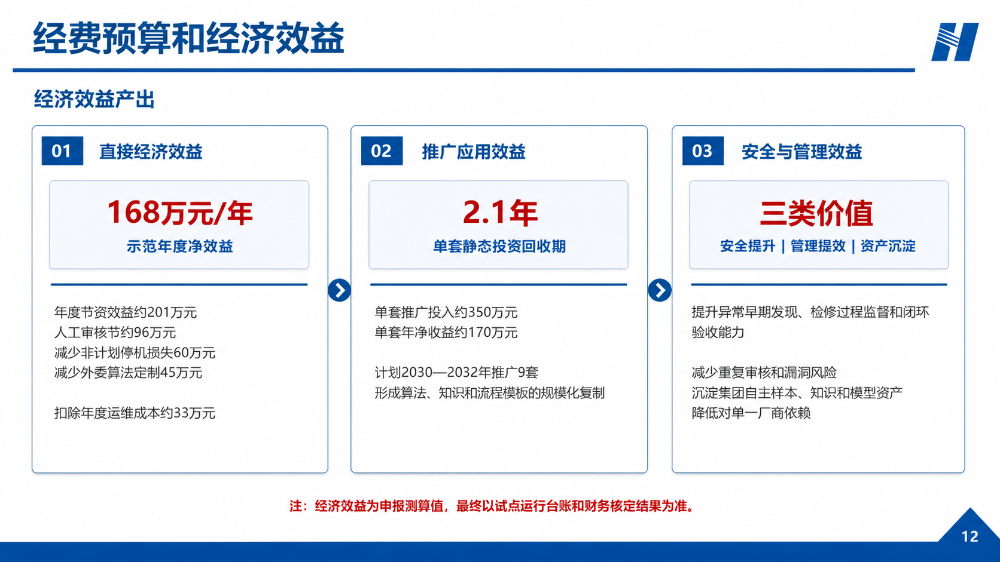 经费预算和经济效益
经济效益产出
01 直接经济效益
168万元/年
示范年度净效益
年度节资效益约201万元
人工审核节约96万元
减少非计划停机损失60万元
减少外委算法定制45万元
扣除年度运维成本约33万元
02 推广应用效益
2.1年
单套静态投资回收期
单套推广投入约350万元
单套年净收益约170万元
计划2030—2032年推广9套
形成算法、知识和流程模板的规模化复制
03 安全与管理效益
三类价值
安全提升 | 管理提效 | 资产沉淀
提升异常早期发现、检修过程监督和闭环
验收能力
减少重复审核和漏洞风险
沉淀集团自主样本、知识和模型资产
降低对单一厂商依赖
注：经济效益为申报测算值，最终以试点运行台账和财务核定结果为准。
12